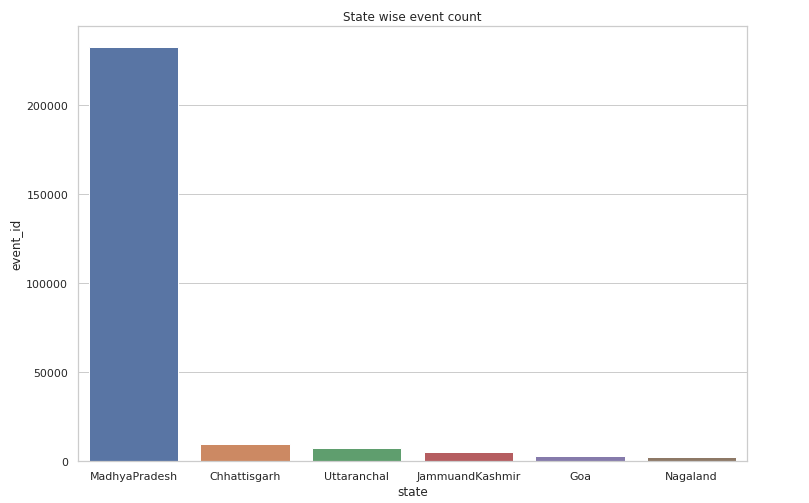 State wise event count
event_id
200000
150000
100000
50000
0
MadhyaPradesh Chhattisgarh Uttaranchal JammuandKashmir Goa Nagaland
state